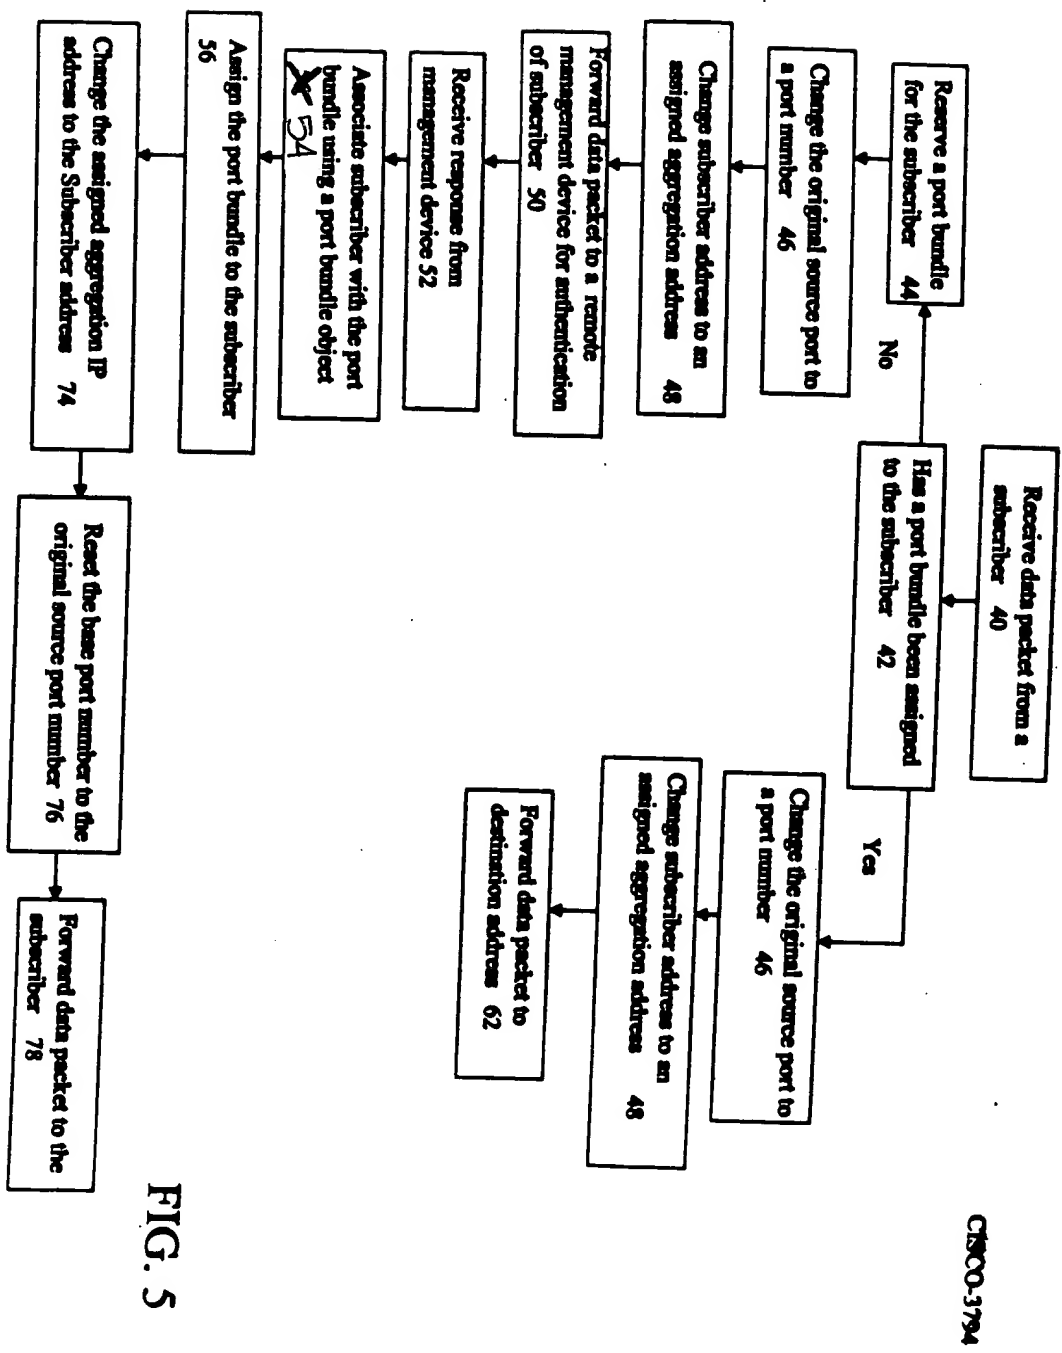 CISCO-3794
Receive data packet from a
subscriber 40
Has a port bundle been assigned
to the subscriber 42
No
Yes
Reserve a port bundle
for the subscriber 44
Change the original source port to
a port number 46
Change subscriber address to an
assigned aggregation address 48
Forward data packet to a remote
management device for authentication
of subscriber 50
Receive response from
management device 52
Associate subscriber with the port
bundle using a port bundle object
54
Assign the port bundle to the subscriber
56
Change the assigned aggregation IP
address to the Subscriber address 74
Reset the base port number to the
original source port number 76
Forward data packet to the
subscriber 78
Change the original source port to
a port number 46
Change subscriber address to an
assigned aggregation address 48
Forward data packet to
destination address 62
FIG. 5